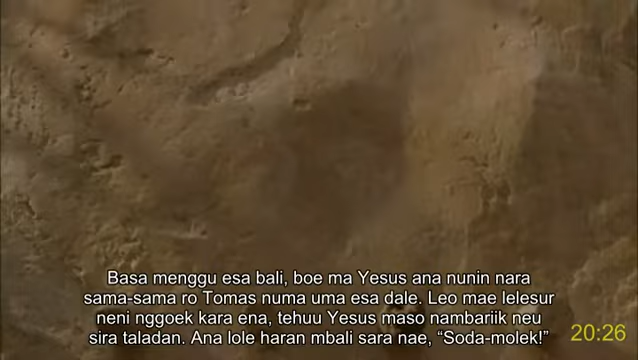 Basa menggu esa bali, boe ma Yesus ana nunin nara
sama-sama ro Tomas numa uma esa dale. Leo mae lelesur
neni nggoek kara ena, tehuu Yesus maso nambariik neu
sira taladan. Ana lole haran mbali sara nae, “Soda-molek!”
20:26